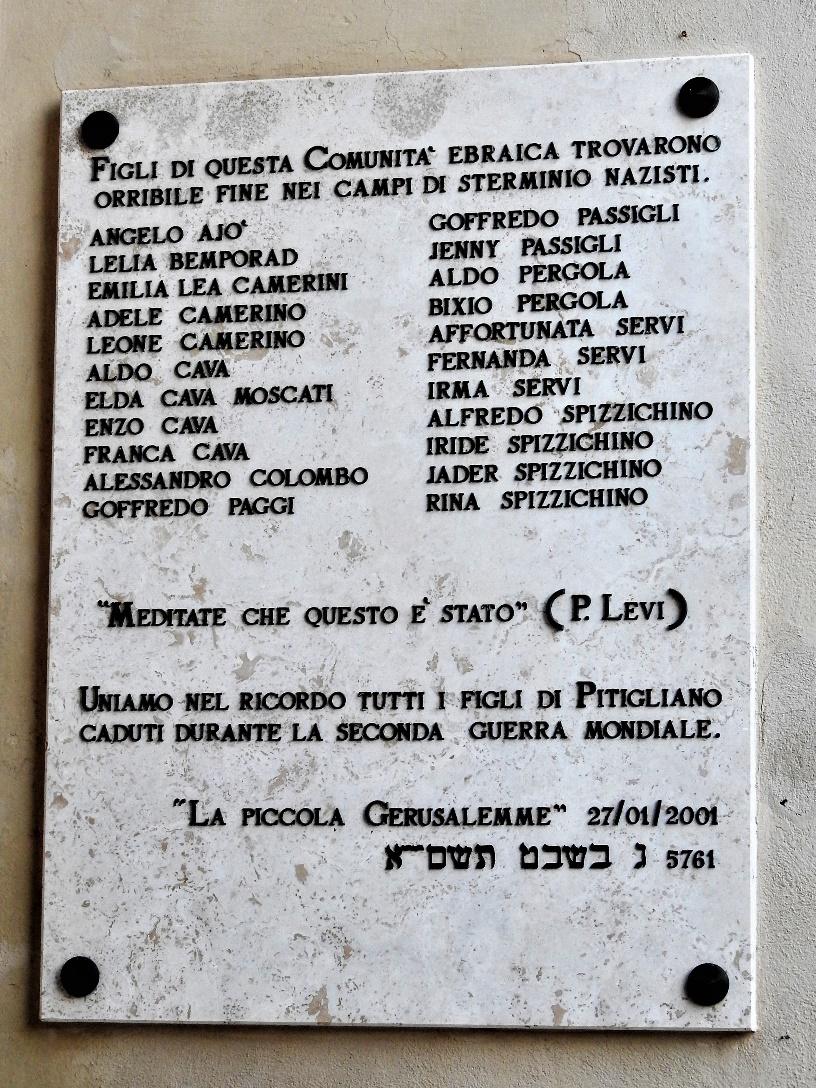 FIGLI DI QUESTA COMUNITA' EBRAICA TROVARONO
ORRIBILE FINE NEI CAMPI DI STERMINIO NAZISTI.
ANGELO AJO'
LELIA BEMPORAD
EMILIA LEA CAMERINI
ADELE CAMERINO
LEONE CAMERINO
ALDO CAVA
ELDA CAVA MOSCATI
ENZO CAVA
FRANCA CAVA
ALESSANDRO COLOMBO
GOFFREDO PAGGI
GOFFREDO PASSIGLI
JENNY PASSIGLI
ALDO PERGOLA
BIXIO PERGOLA
AFFORTUNATA SERVI
FERNANDA SERVI
IRMA SERVI
ALFREDO SPIZZICHINO
IRIDE SPIZZICHINO
JADER SPIZZICHINO
RINA SPIZZICHINO
"MEDITATE CHE QUESTO E' STATO" (P. LEVI)
UNIAMO NEL RICORDO TUTTI I FIGLI DI PITIGLIANO
CADUTI DURANTE LA SECONDA GUERRA MONDIALE.
"LA PICCOLA GERUSALEMME" 27/01/2001
ג בשבט תשס"א 5761